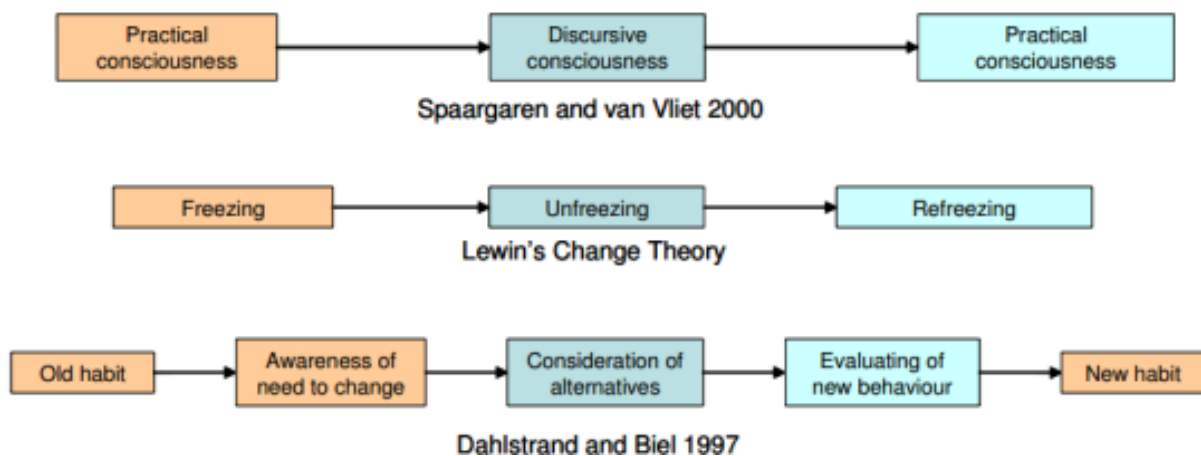 Practical
consciousness
Discursive
consciousness
Practical
consciousness
Spaargaren and van Vliet 2000
Freezing
Unfreezing
Refreezing
Lewin's Change Theory
Old habit
Awareness of
need to change
Consideration of
alternatives
Evaluating of
new behaviour
New habit
Dahlstrand and Biel 1997